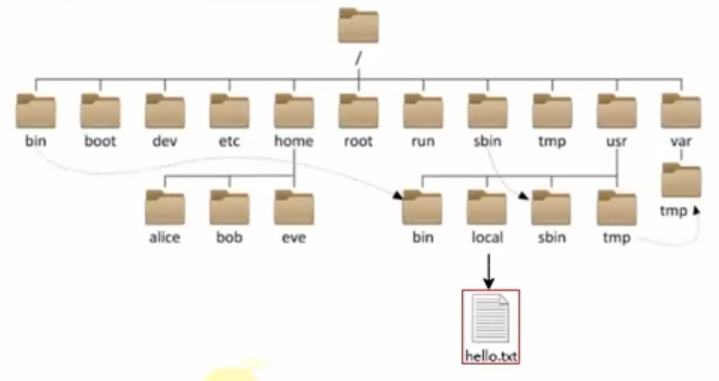 /
bin boot dev etc home root run sbin tmp usr var
tmp
alice bob eve bin local sbin tmp
hello.txt